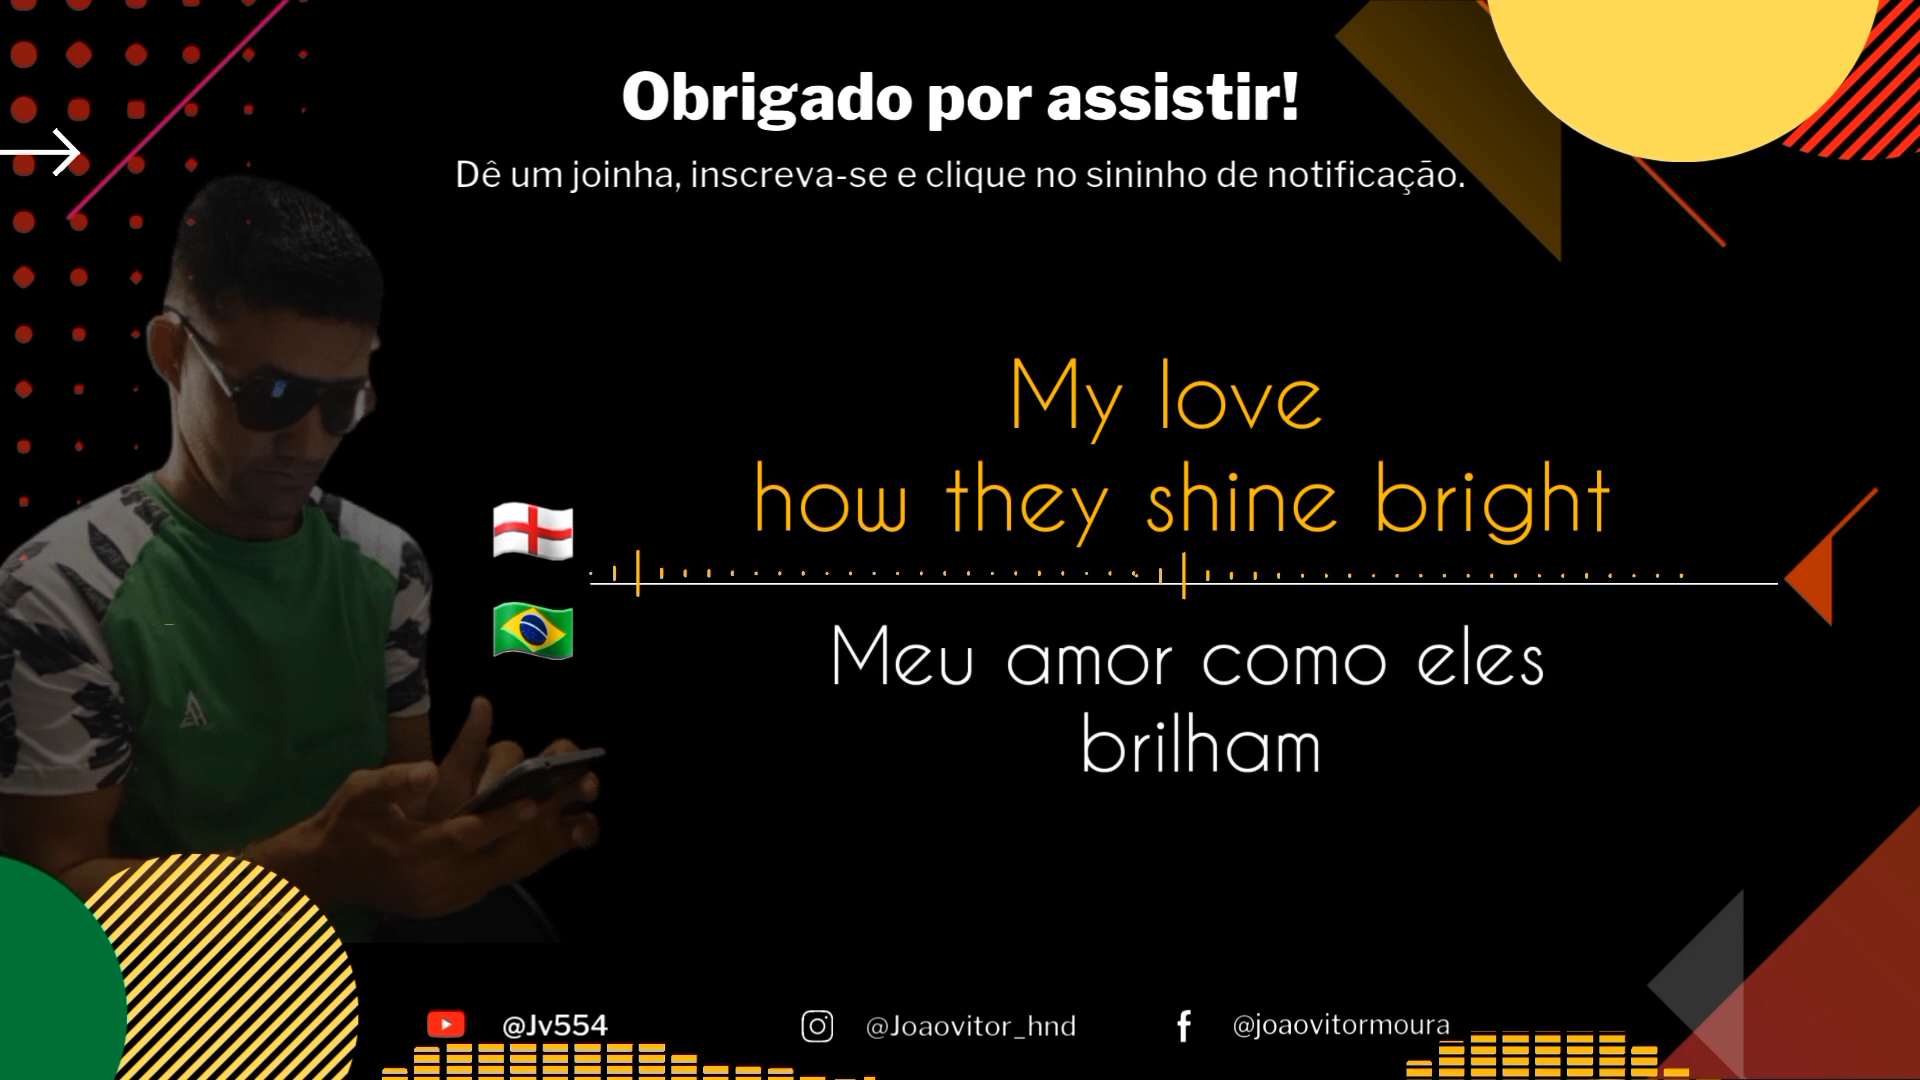 Obrigado por assistir!
Dê um joinha, inscreva-se e clique no sininho de notificação.
My love
how they shine bright
Meu amor como eles
brilham
@Jv554
@Joaovitor_hnd
@joaovitormoura